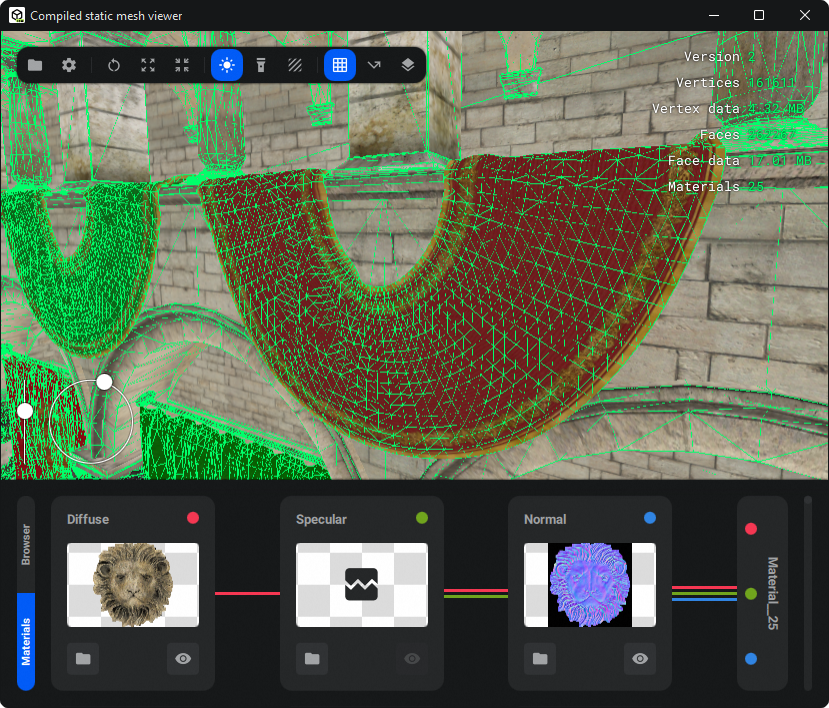 Compiled static mesh viewer
Version 2
Vertices 161611
Vertex data 4.32 MB
Faces 262267
Face data 17.01 MB
Materials 25
Browser
Materials
Diffuse
Specular
Normal
Material__25